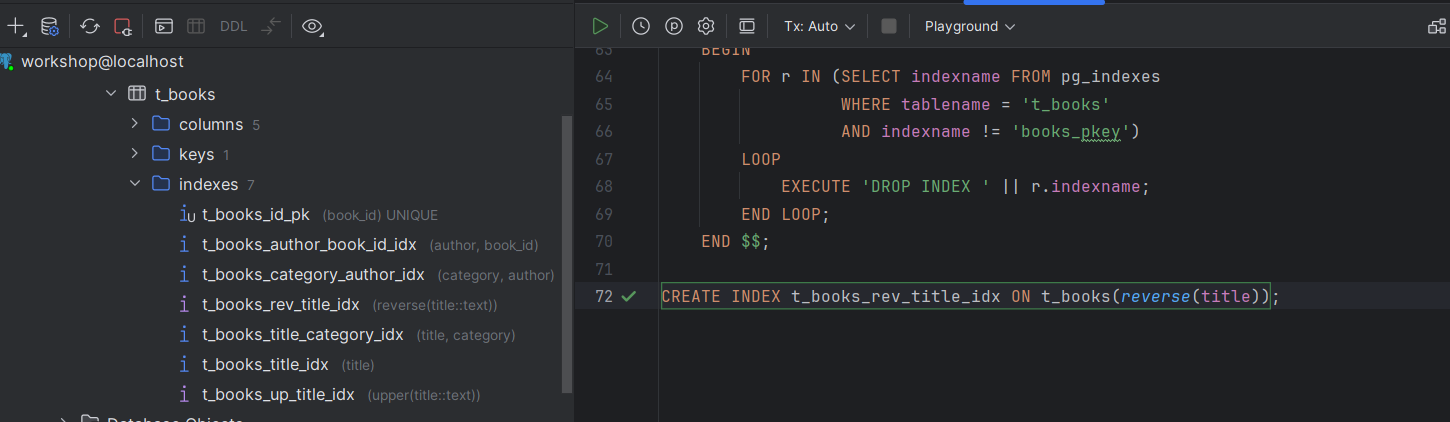 DDL
Tx: Auto
Playground
workshop@localhost
t_books
columns 5
keys 1
indexes 7
t_books_id_pk (book_id) UNIQUE
t_books_author_book_id_idx (author, book_id)
t_books_category_author_idx (category, author)
t_books_rev_title_idx (reverse(title::text))
t_books_title_category_idx (title, category)
t_books_title_idx (title)
t_books_up_title_idx (upper(title::text))
Database Objects
63 BEGIN
64 FOR r IN (SELECT indexname FROM pg_indexes
65 WHERE tablename = 't_books'
66 AND indexname != 'books_pkey')
67 LOOP
68 EXECUTE 'DROP INDEX ' || r.indexname;
69 END LOOP;
70 END $$;
71
72 CREATE INDEX t_books_rev_title_idx ON t_books(reverse(title));